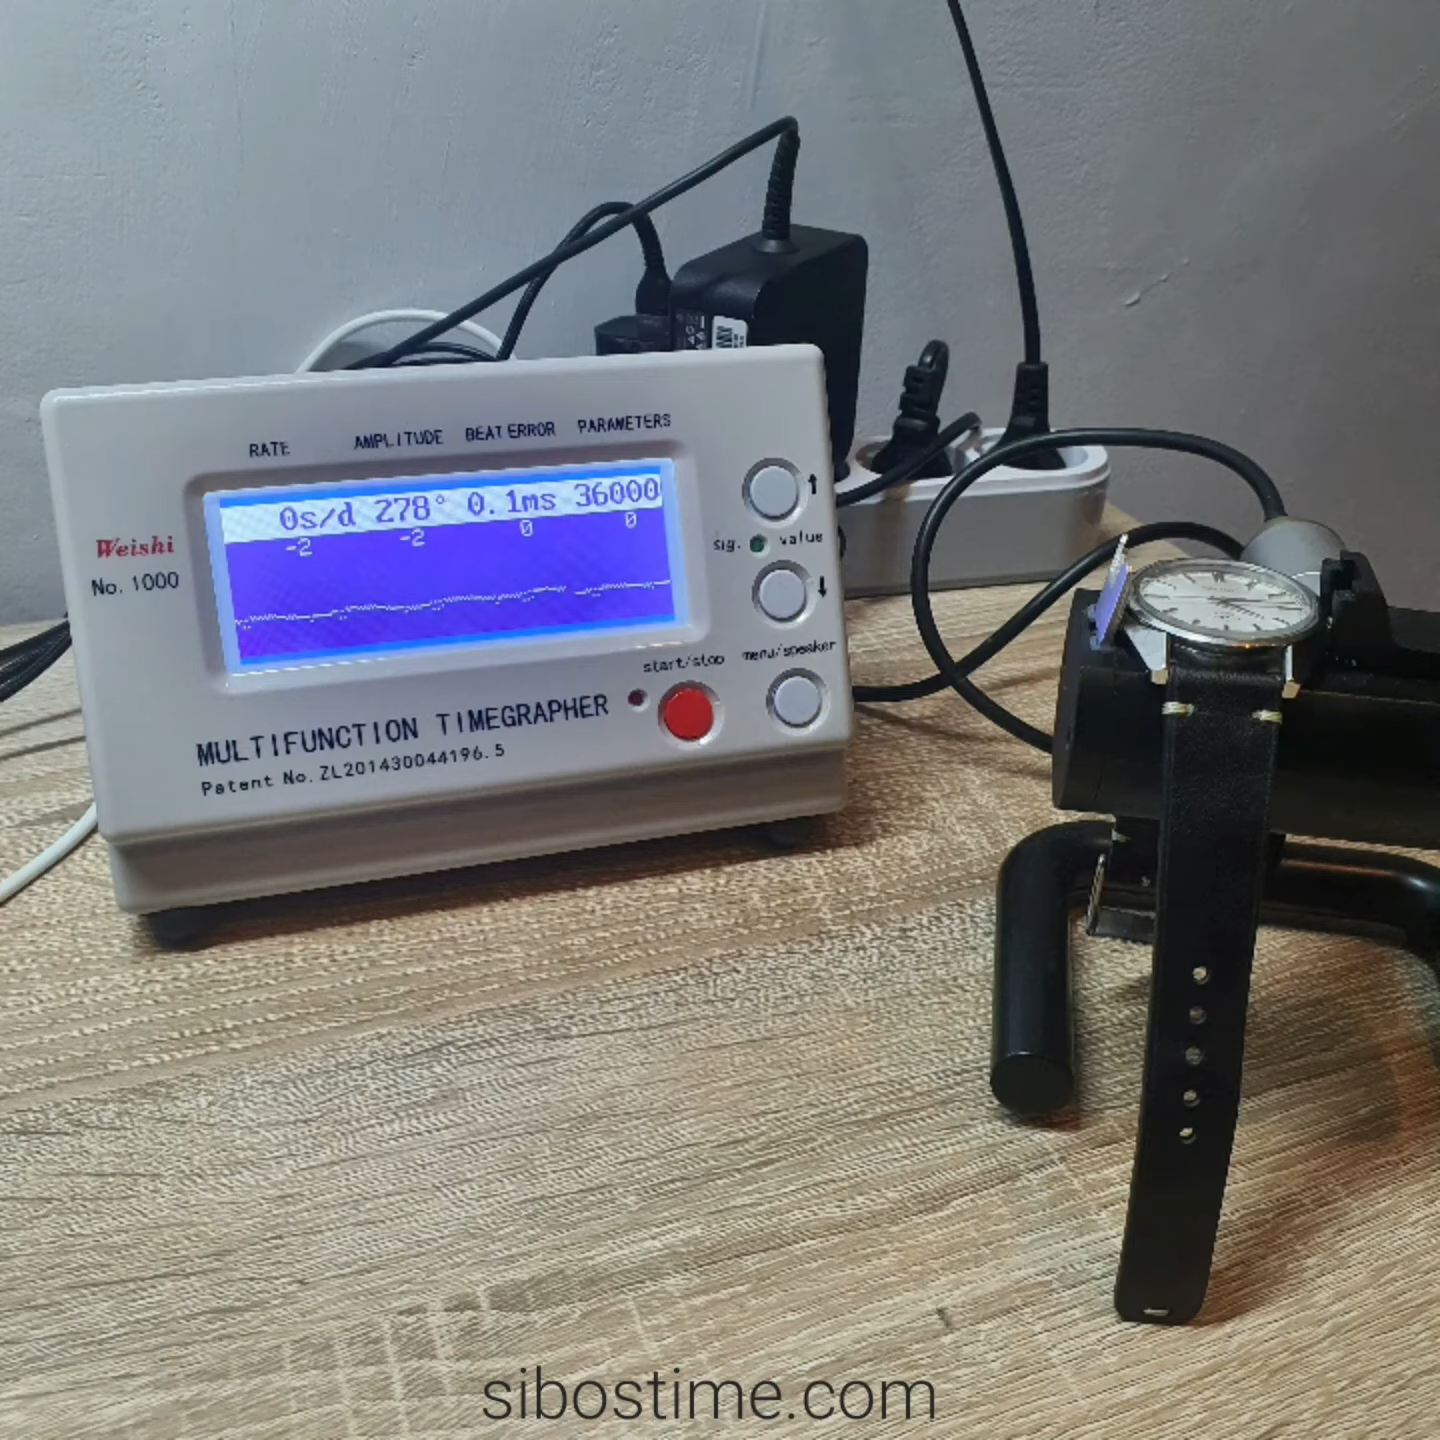 RATE AMPLITUDE BEAT ERROR PARAMETERS
0s/d 278° 0.1ms 36000
-2 -2 0 0
Weishi
No. 1000
sig. value
start/stop menu/speaker
MULTIFUNCTION TIMEGRAPHER
Patent No. ZL201430044196.5
sibostime.com